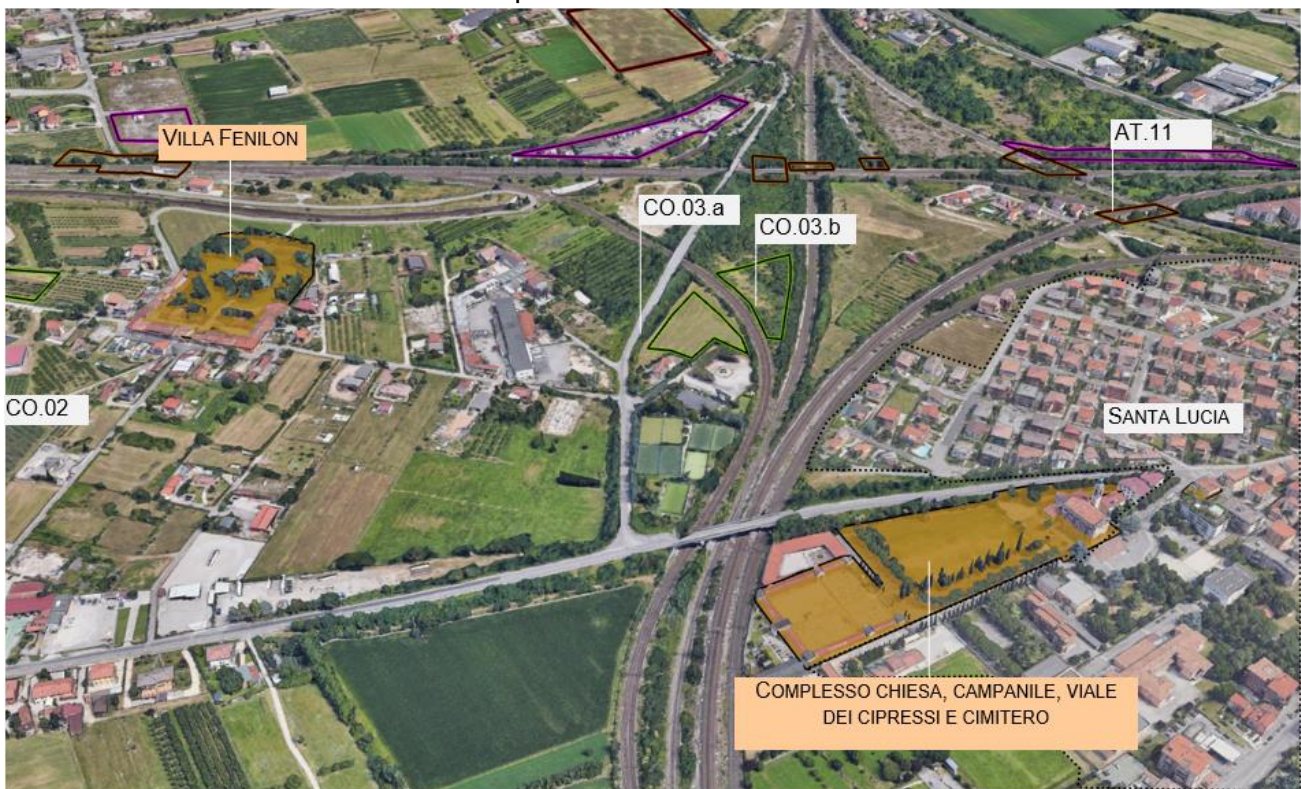 VILLA FENILON
AT.11
CO.03.a
CO.03.b
CO.02
SANTA LUCIA
COMPLESSO CHIESA, CAMPANILE, VIALE
DEI CIPRESSI E CIMITERO